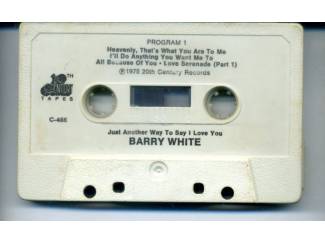 PROGRAM 1
Heavenly, That's What You Are To Me
I'll Do Anything You Want Me To
All Because Of You • Love Serenade (Part 1)
℗1975 20th Century Records
20th
CENTURY
TAPES
C-466
Just Another Way To Say I Love You
BARRY WHITE